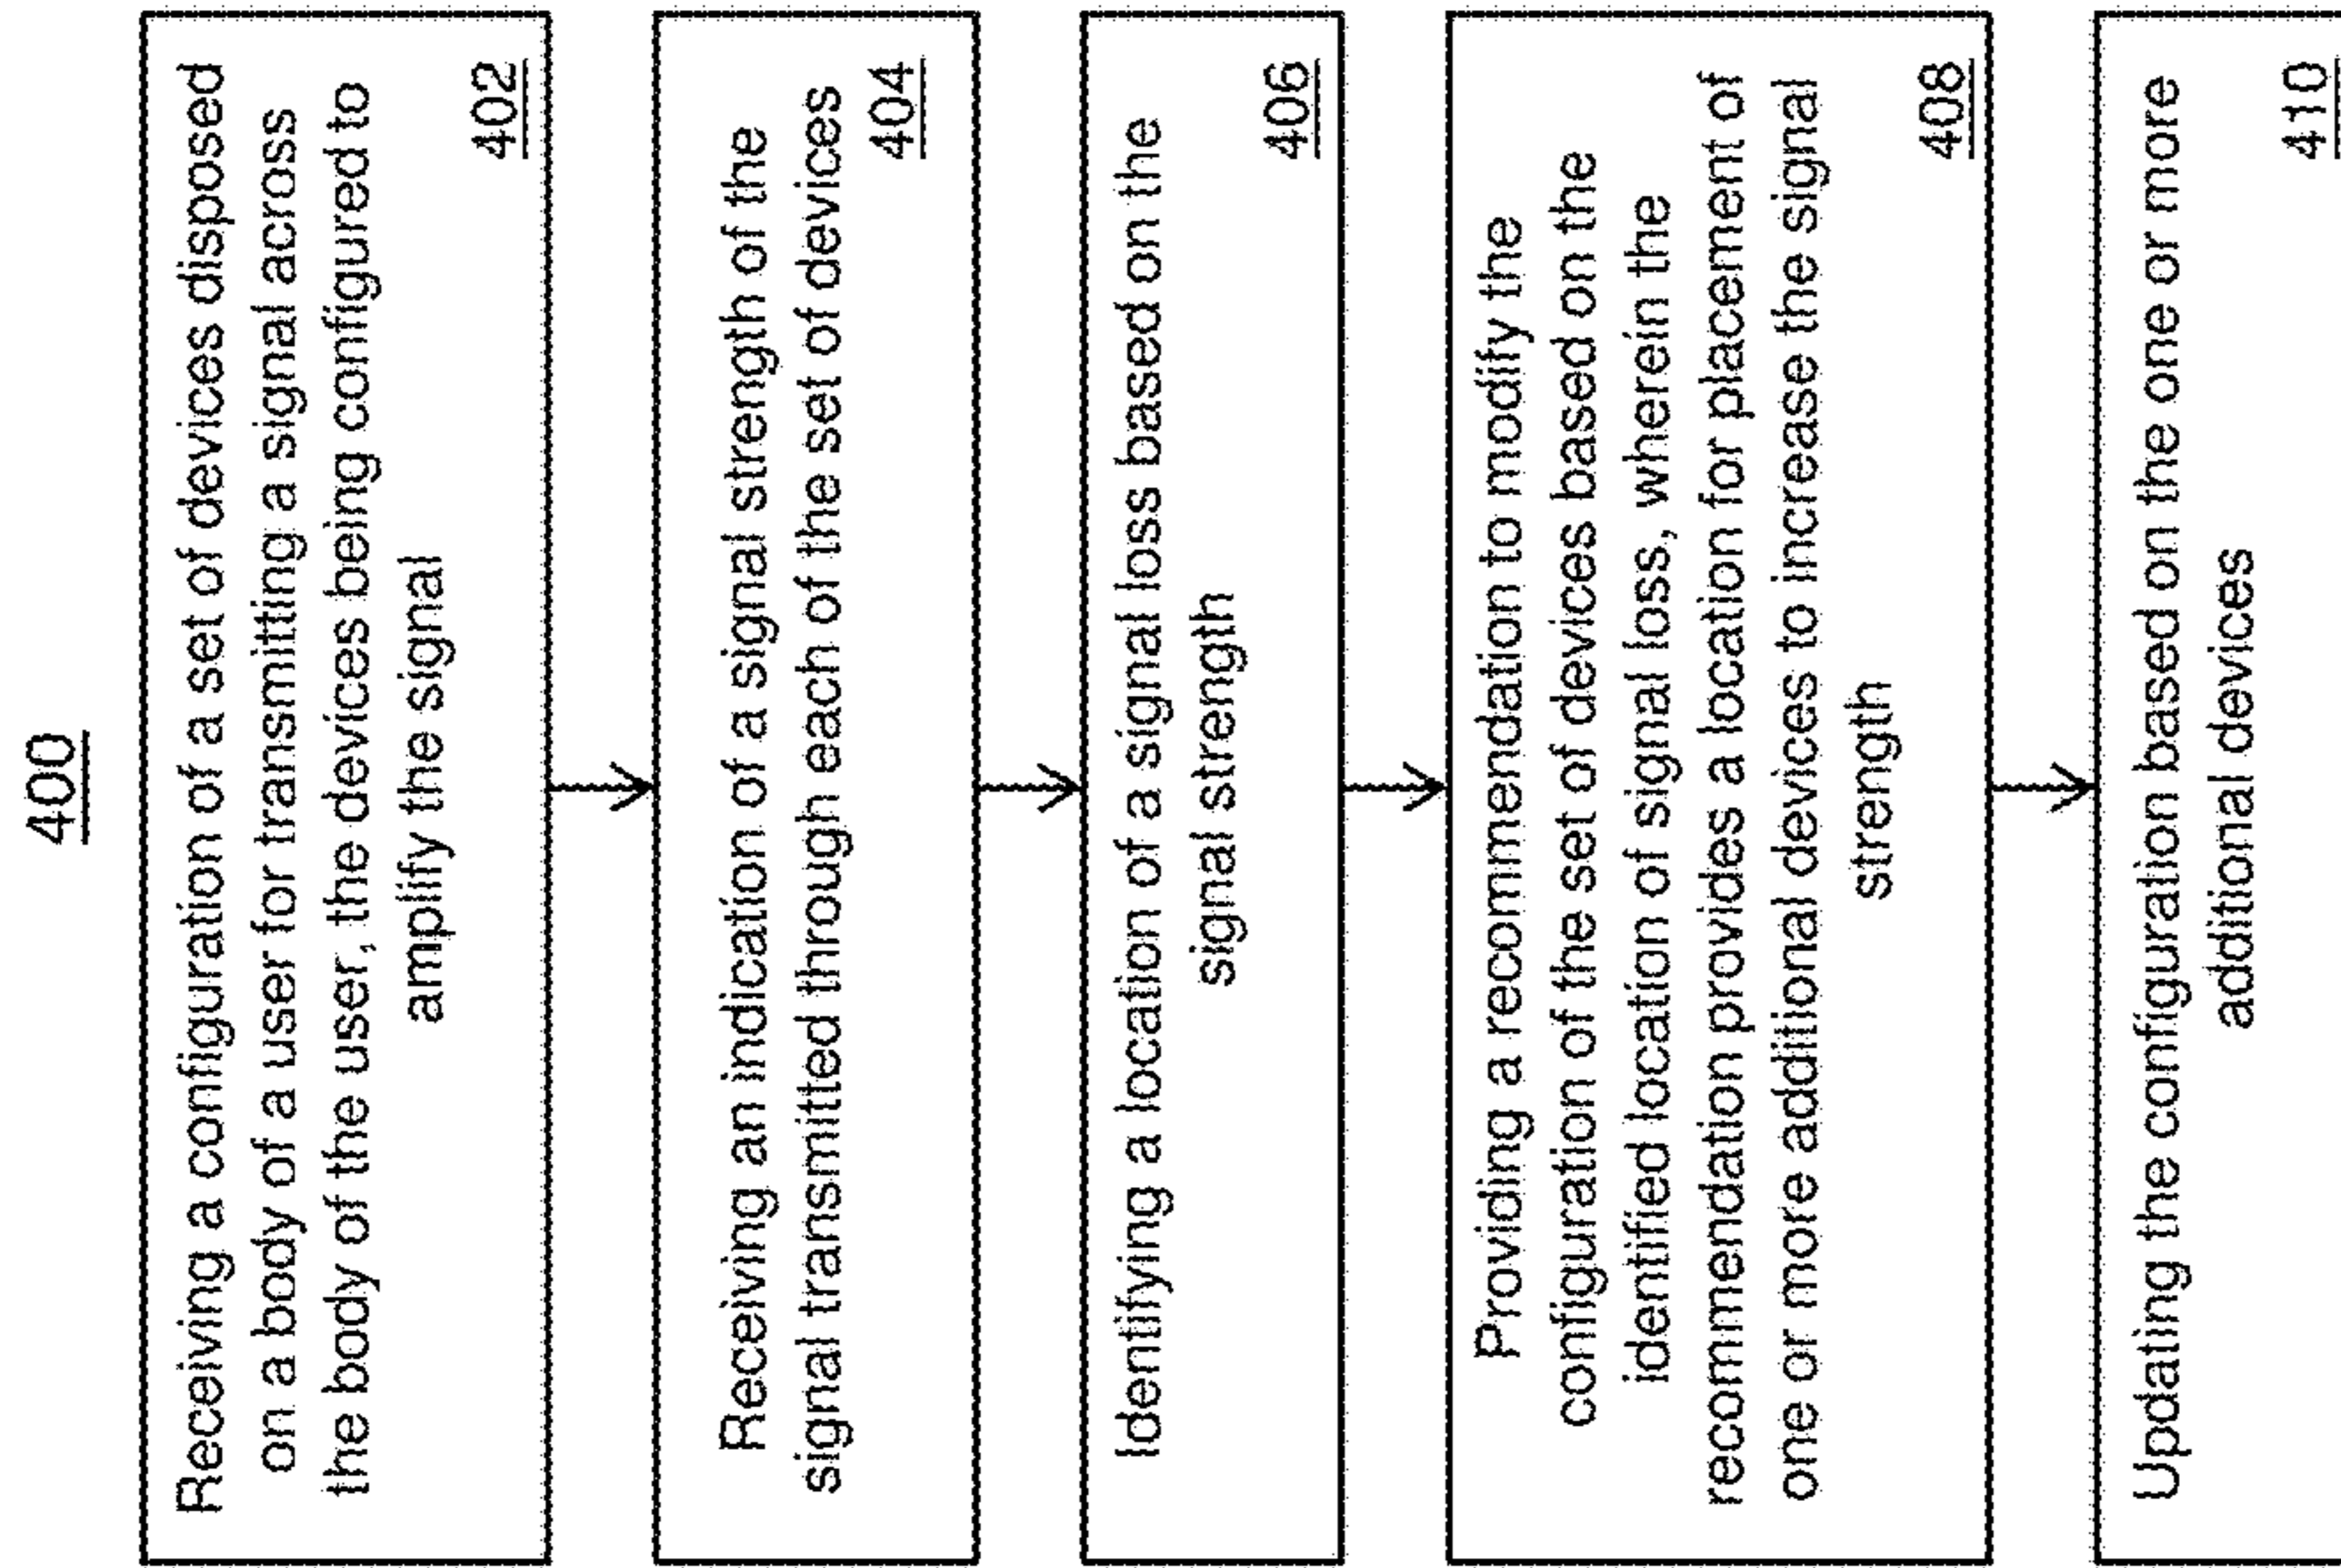 400
Receiving a configuration of a set of devices disposed
on a body of a user for transmitting a signal across
the body of the user, the devices being configured to
amplify the signal
402
Receiving an indication of a signal strength of the
signal transmitted through each of the set of devices
404
Identifying a location of a signal loss based on the
signal strength
406
Providing a recommendation to modify the
configuration of the set of devices based on the
identified location of signal loss, wherein the
recommendation provides a location for placement of
one or more additional devices to increase the signal
strength
408
Updating the configuration based on the one or more
additional devices
410